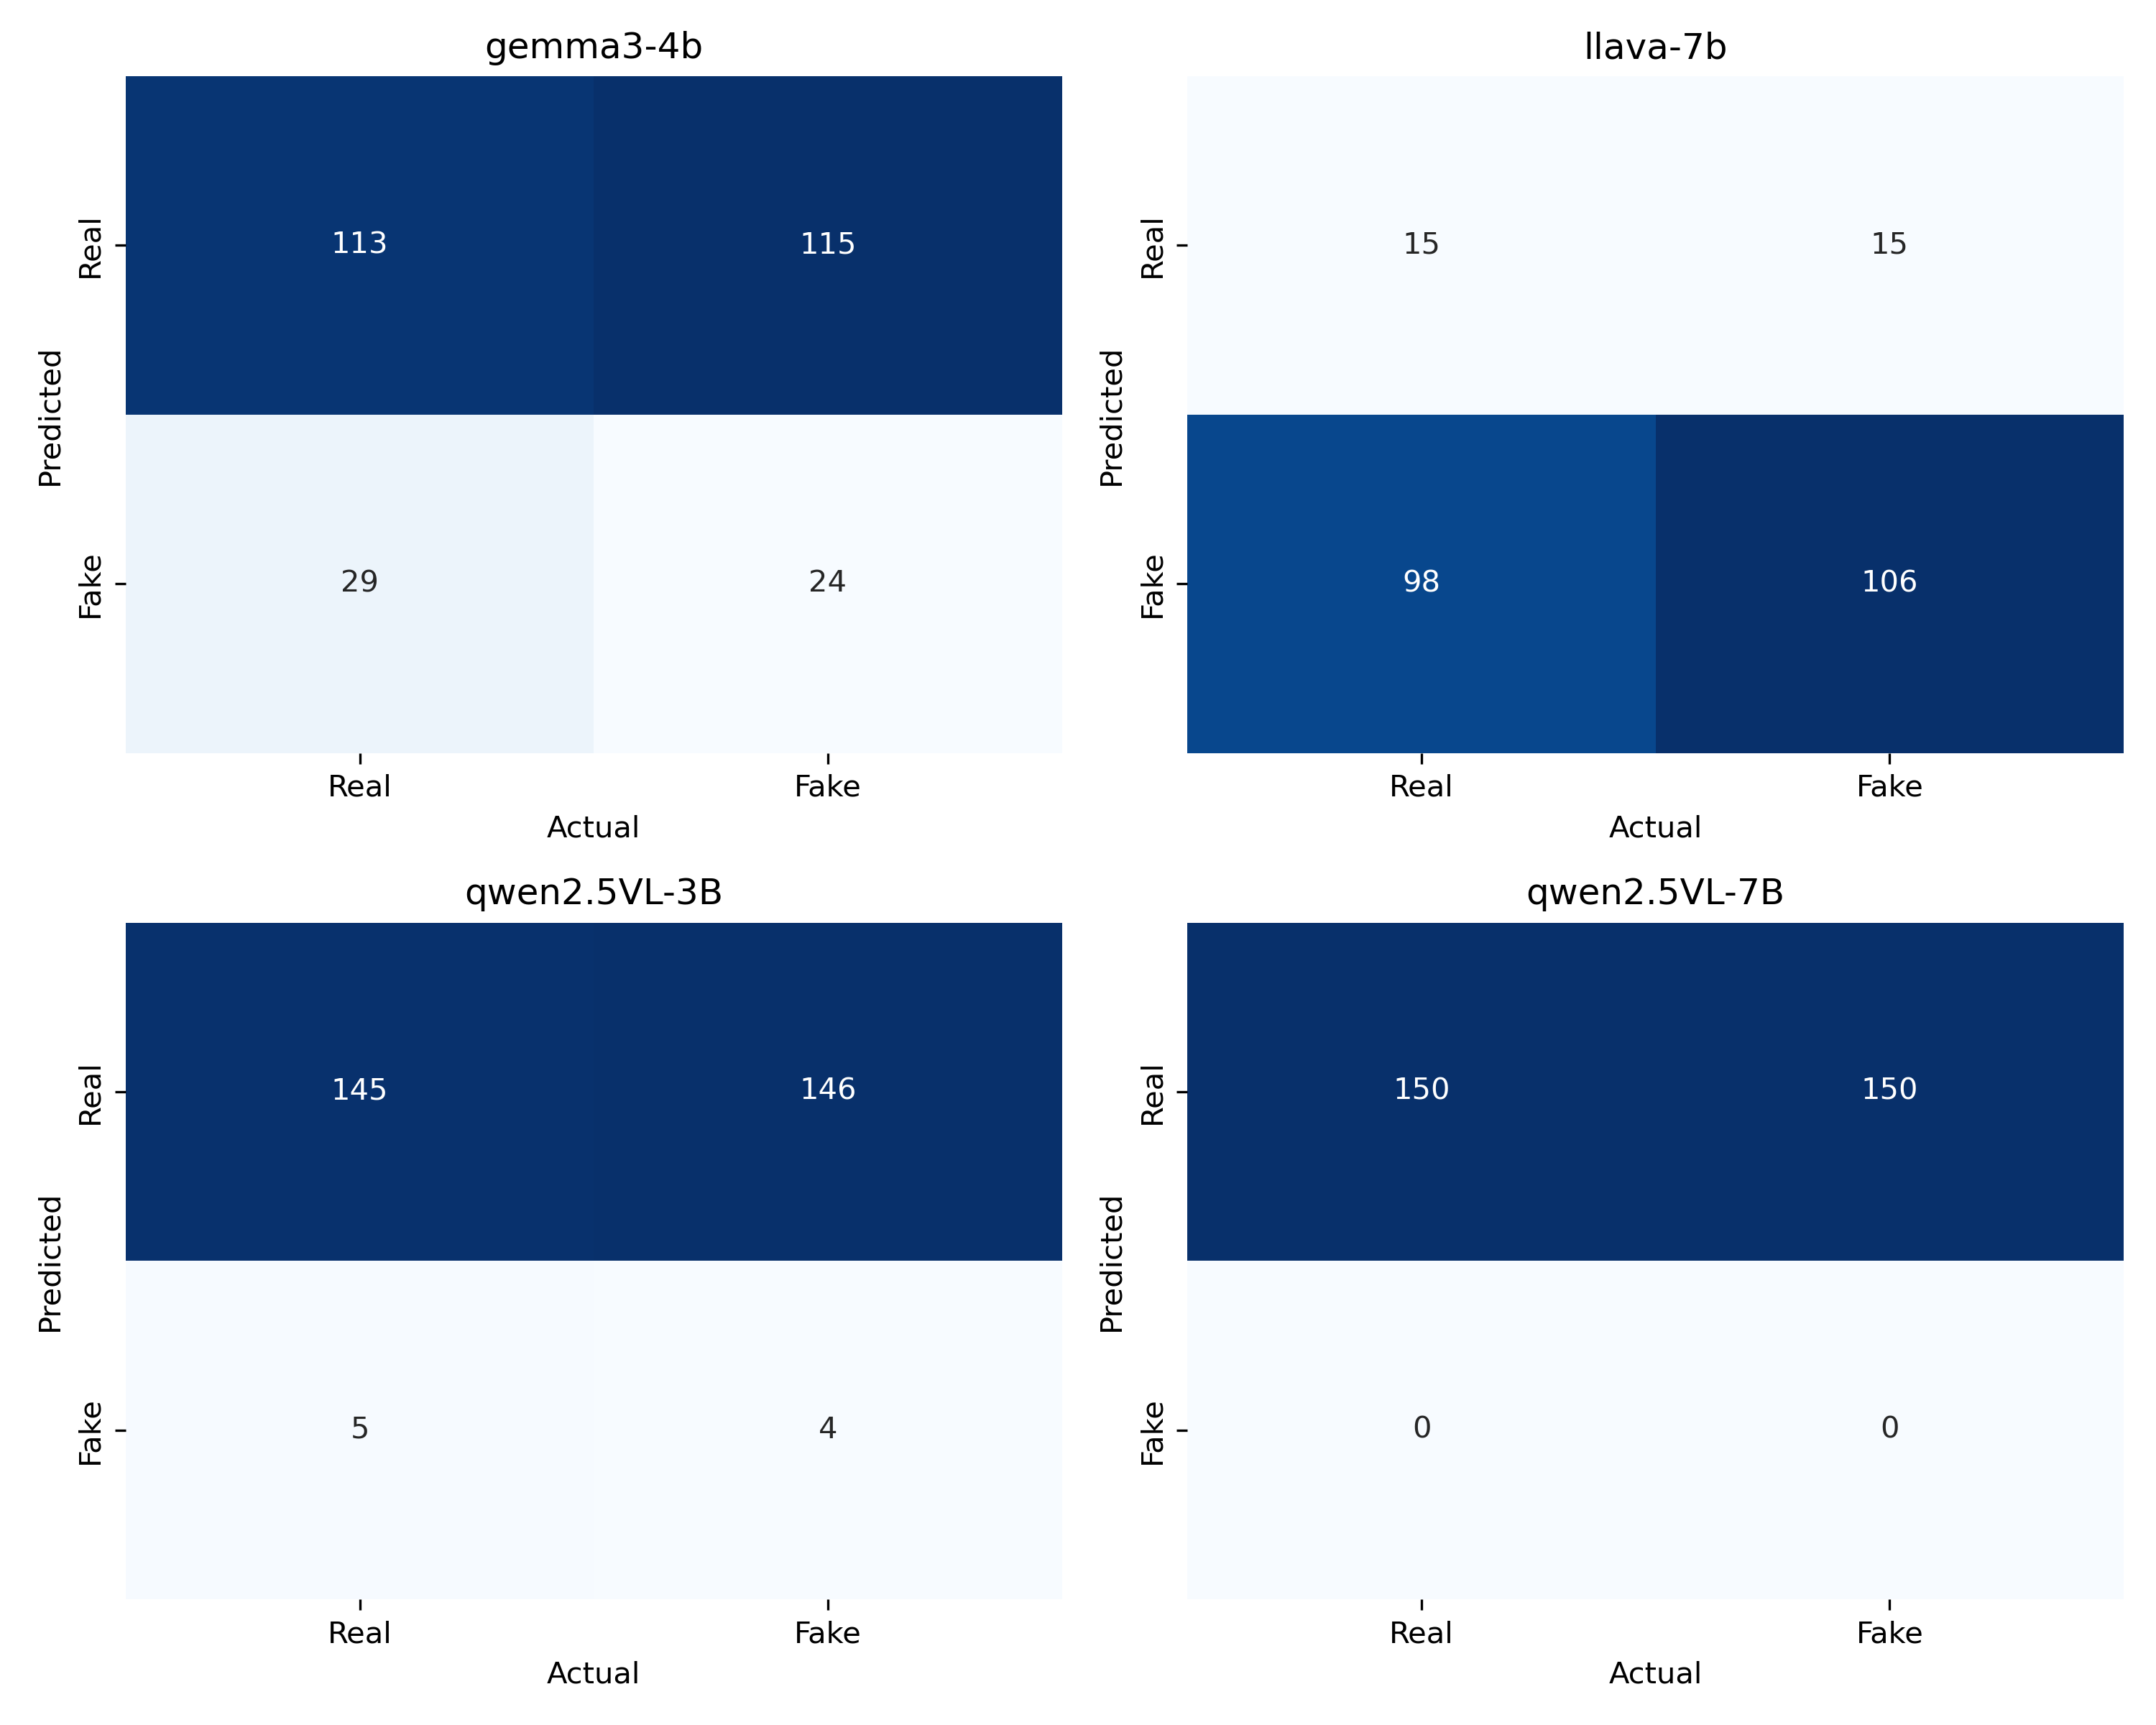 gemma3-4b
Predicted
Real
113
115
Fake
29
24
Real
Fake
Actual
llava-7b
Predicted
Real
15
15
Fake
98
106
Real
Fake
Actual
qwen2.5VL-3B
Predicted
Real
145
146
Fake
5
4
Real
Fake
Actual
qwen2.5VL-7B
Predicted
Real
150
150
Fake
0
0
Real
Fake
Actual